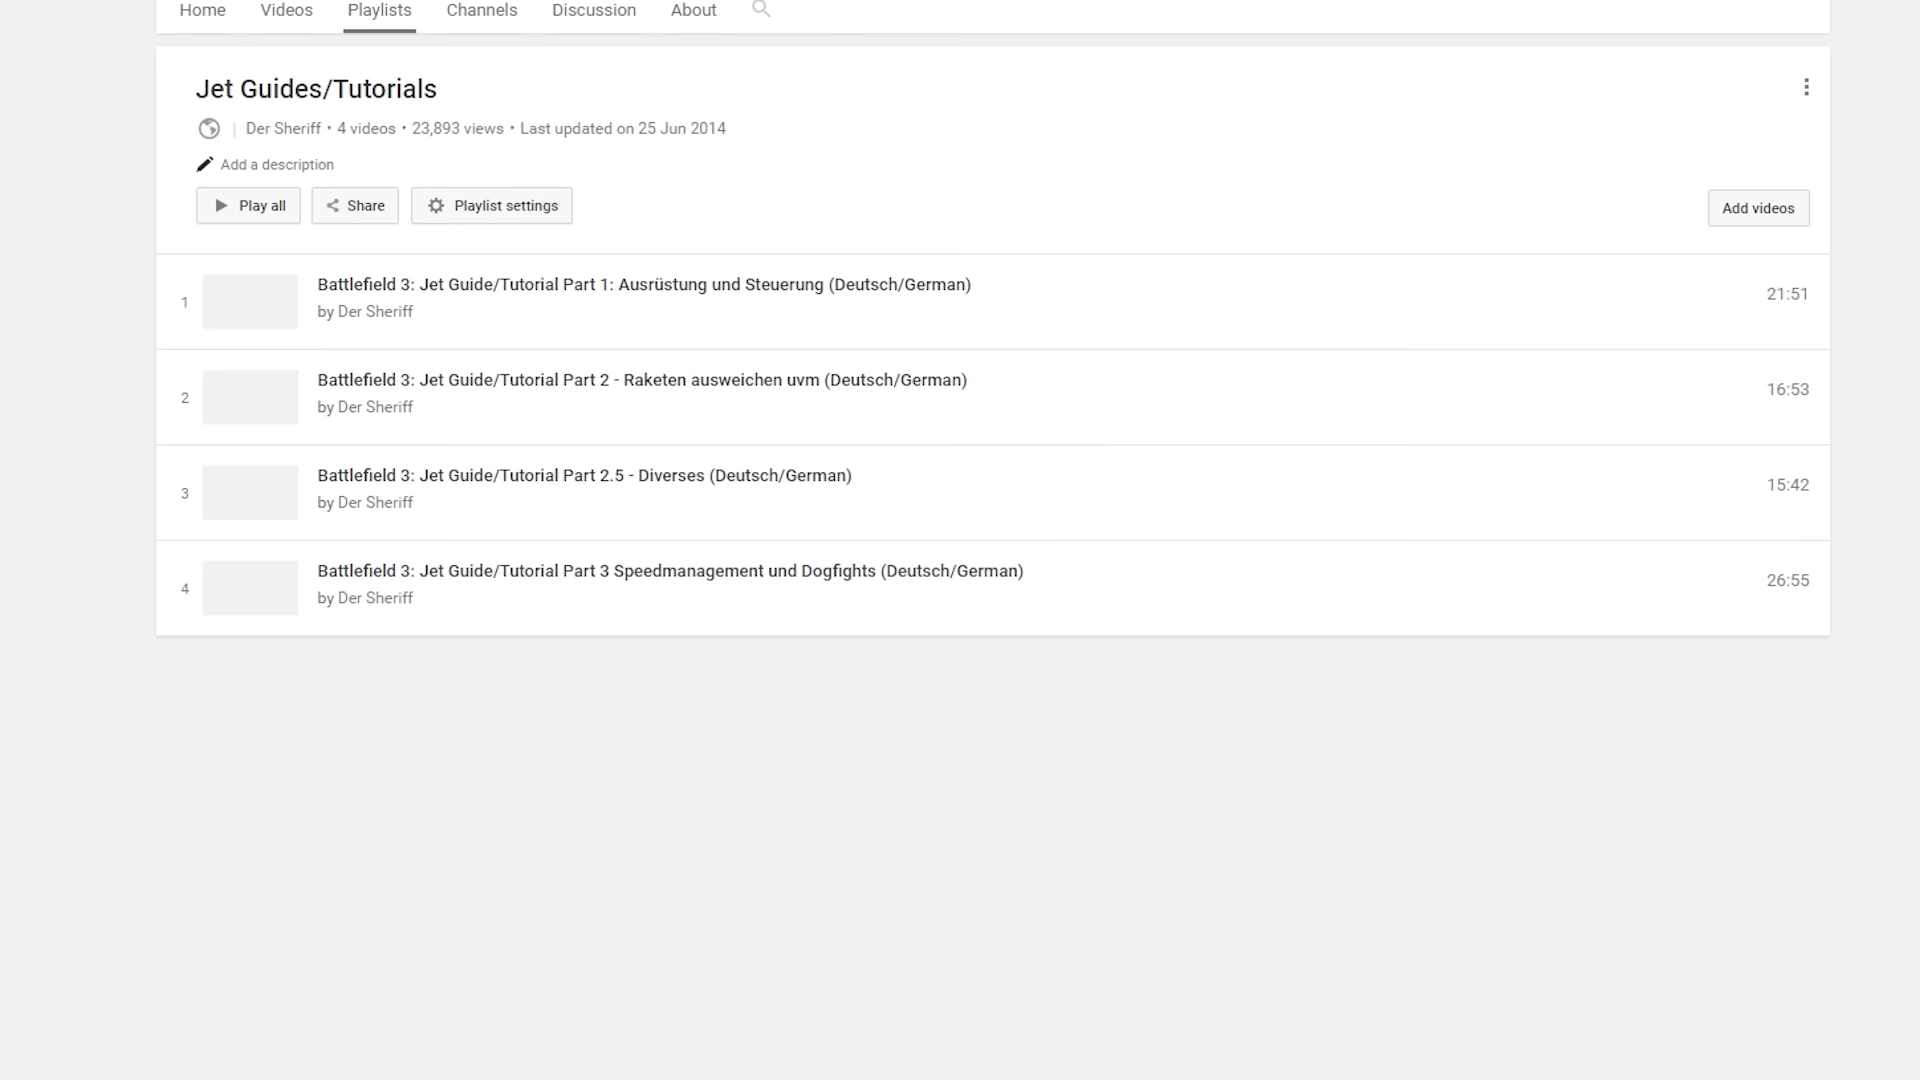 Home Videos Playlists Channels Discussion About
Jet Guides/Tutorials
Der Sheriff • 4 videos • 23,893 views • Last updated on 25 Jun 2014
Add a description
Play all Share Playlist settings Add videos
1 Battlefield 3: Jet Guide/Tutorial Part 1: Ausrüstung und Steuerung (Deutsch/German) 21:51
by Der Sheriff
2 Battlefield 3: Jet Guide/Tutorial Part 2 - Raketen ausweichen uvm (Deutsch/German) 16:53
by Der Sheriff
3 Battlefield 3: Jet Guide/Tutorial Part 2.5 - Diverses (Deutsch/German) 15:42
by Der Sheriff
4 Battlefield 3: Jet Guide/Tutorial Part 3 Speedmanagement und Dogfights (Deutsch/German) 26:55
by Der Sheriff